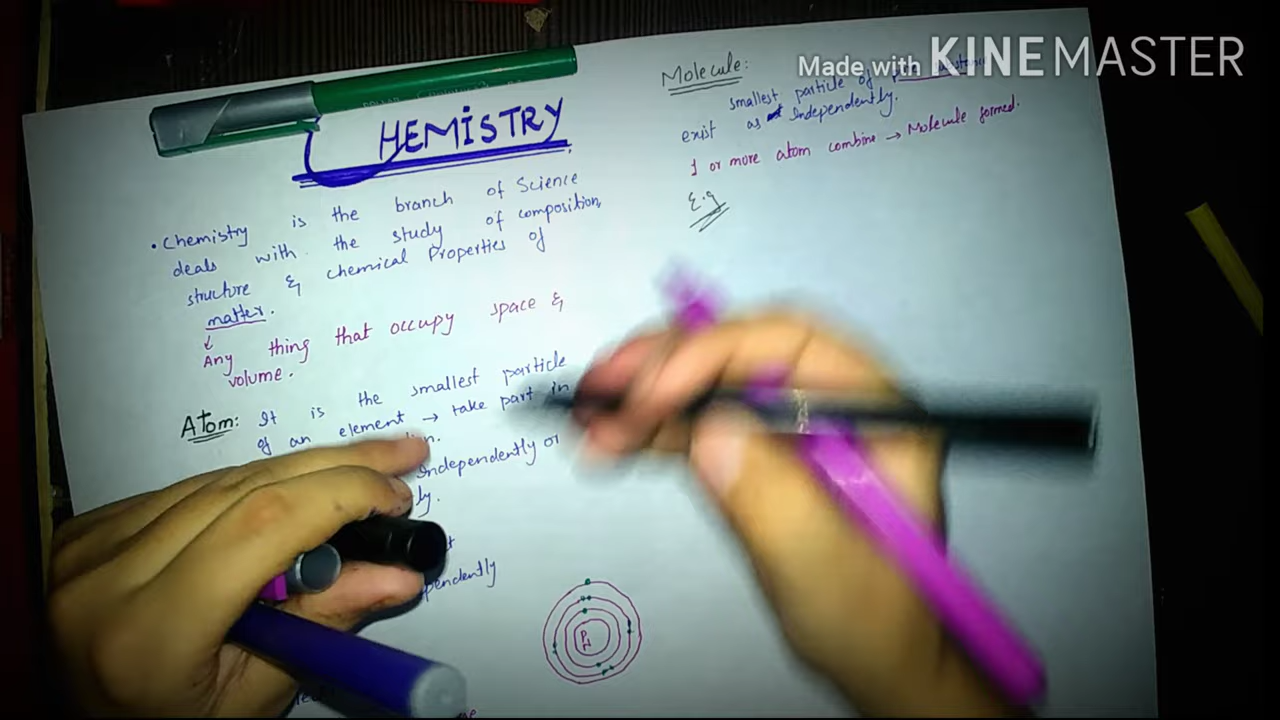 CHEMISTRY
• Chemistry is the branch of Science
deals with the study of composition,
structure & chemical Properties of
matter.
Any thing that occupy space &
volume.
Atom: It is the smallest particle
of an element → take part in
Independently or
ly.
pendently
P
Molecule:
smallest particle of
exist as Independently.
1 or more atom combine → Molecule formed.
E.g
Made with KINEMASTER